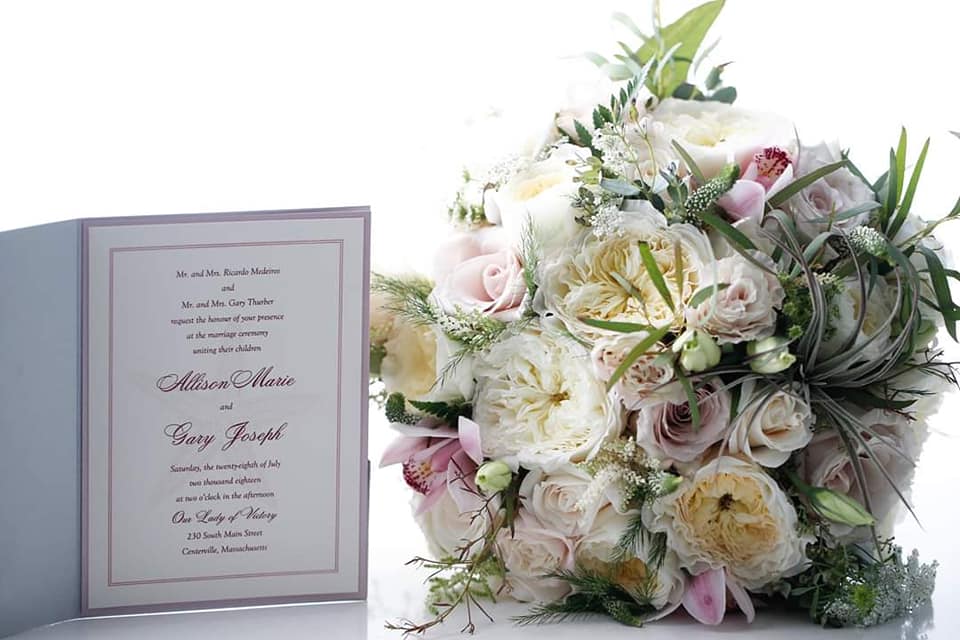 Mr. and Mrs. Ricardo Medeiros
and
Mr. and Mrs. Gary Thurber
request the honour of your presence
at the marriage ceremony
uniting their children
Allison Marie
and
Gary Joseph
Saturday, the twenty-eighth of July
two thousand eighteen
at two o'clock in the afternoon
Our Lady of Victory
230 South Main Street
Centerville, Massachusetts